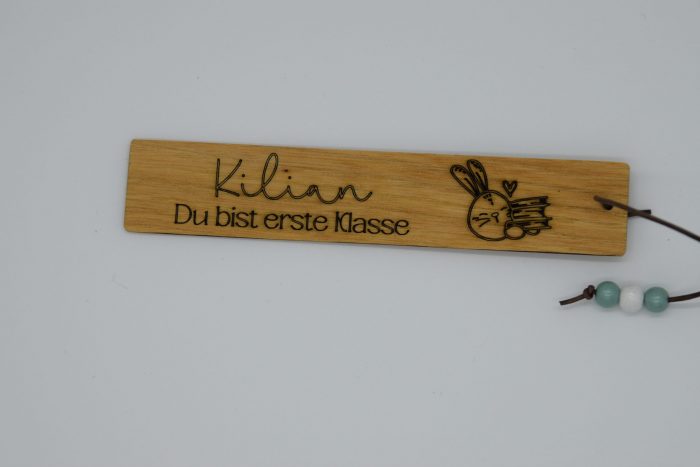 Kilian
Du bist erste Klasse